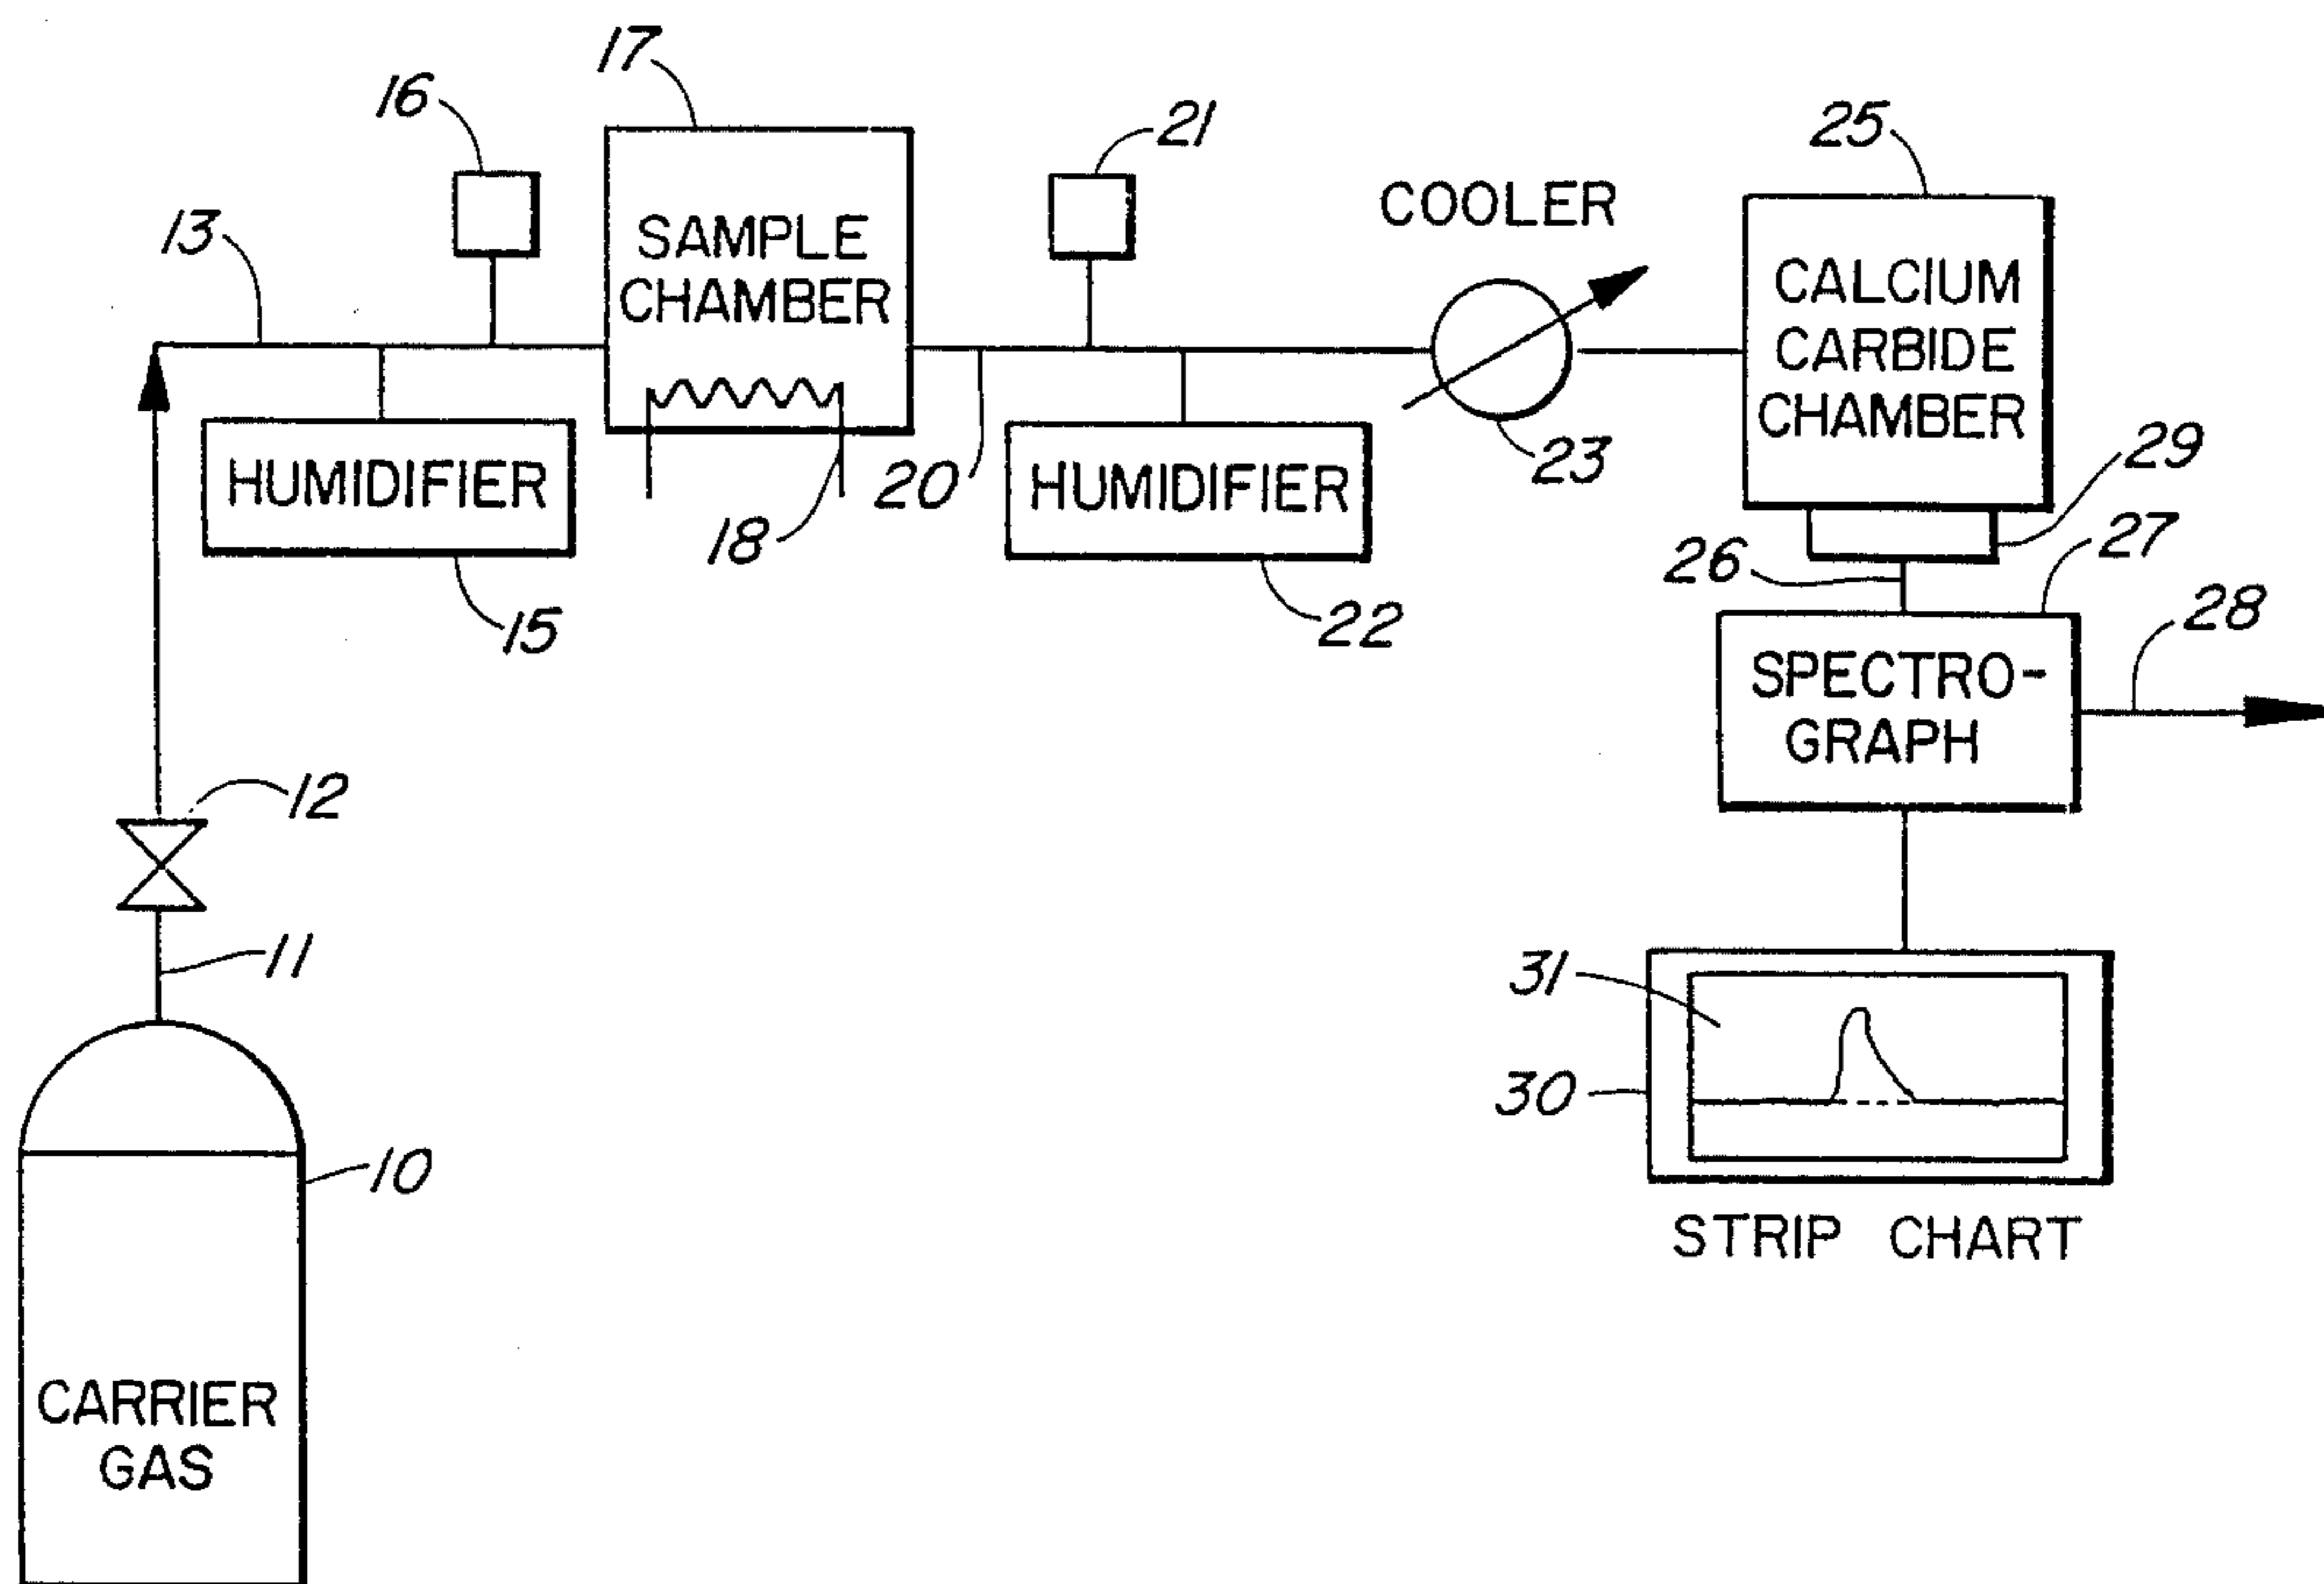 17
16
21
25
13
SAMPLE
CHAMBER
COOLER
CALCIUM
CARBIDE
CHAMBER
HUMIDIFIER
18
20
HUMIDIFIER
23
29
15
22
26
27
28
SPECTRO-
GRAPH
12
11
10
CARRIER
GAS
31
30
STRIP CHART